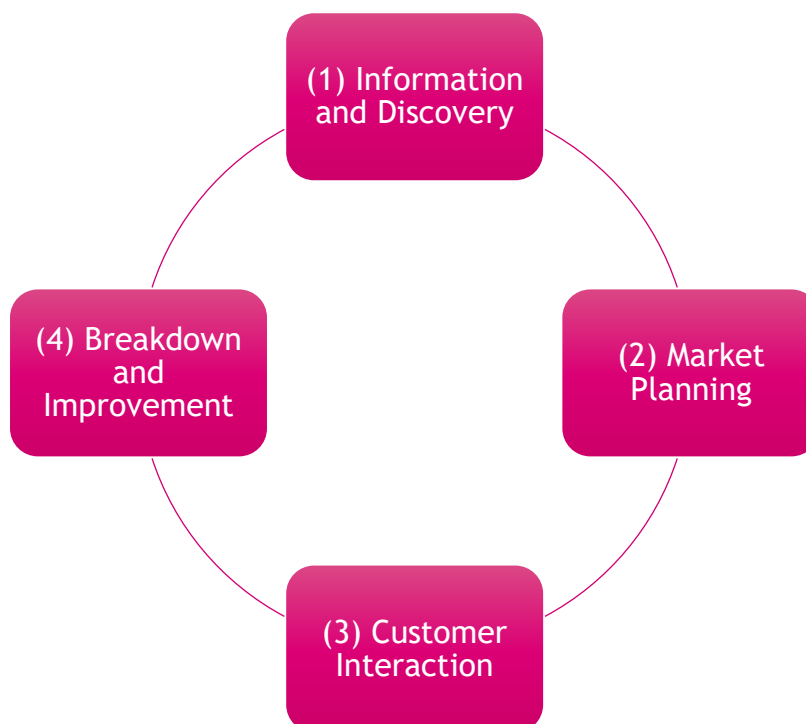 (1) Information
and Discovery
(2) Market
Planning
(3) Customer
Interaction
(4) Breakdown
and
Improvement